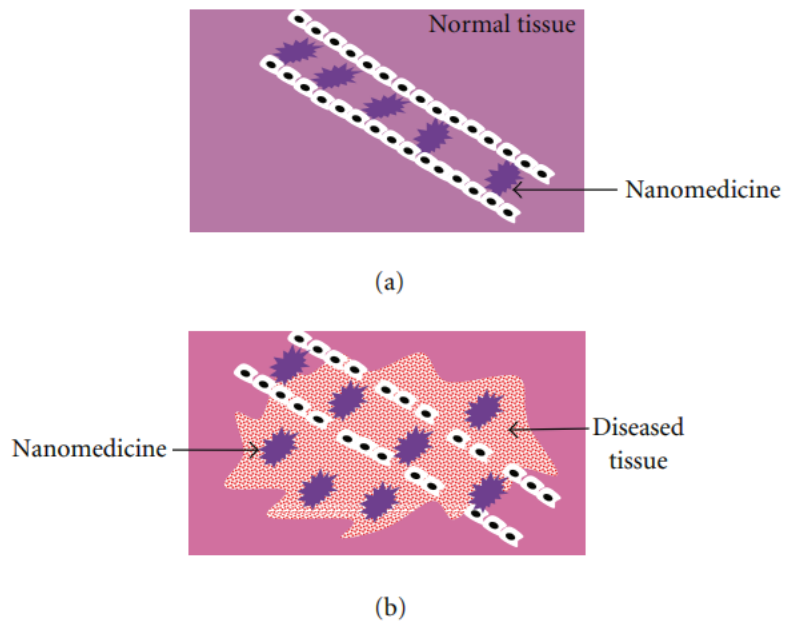 Normal tissue
Nanomedicine
(a)
Nanomedicine
Diseased
tissue
(b)